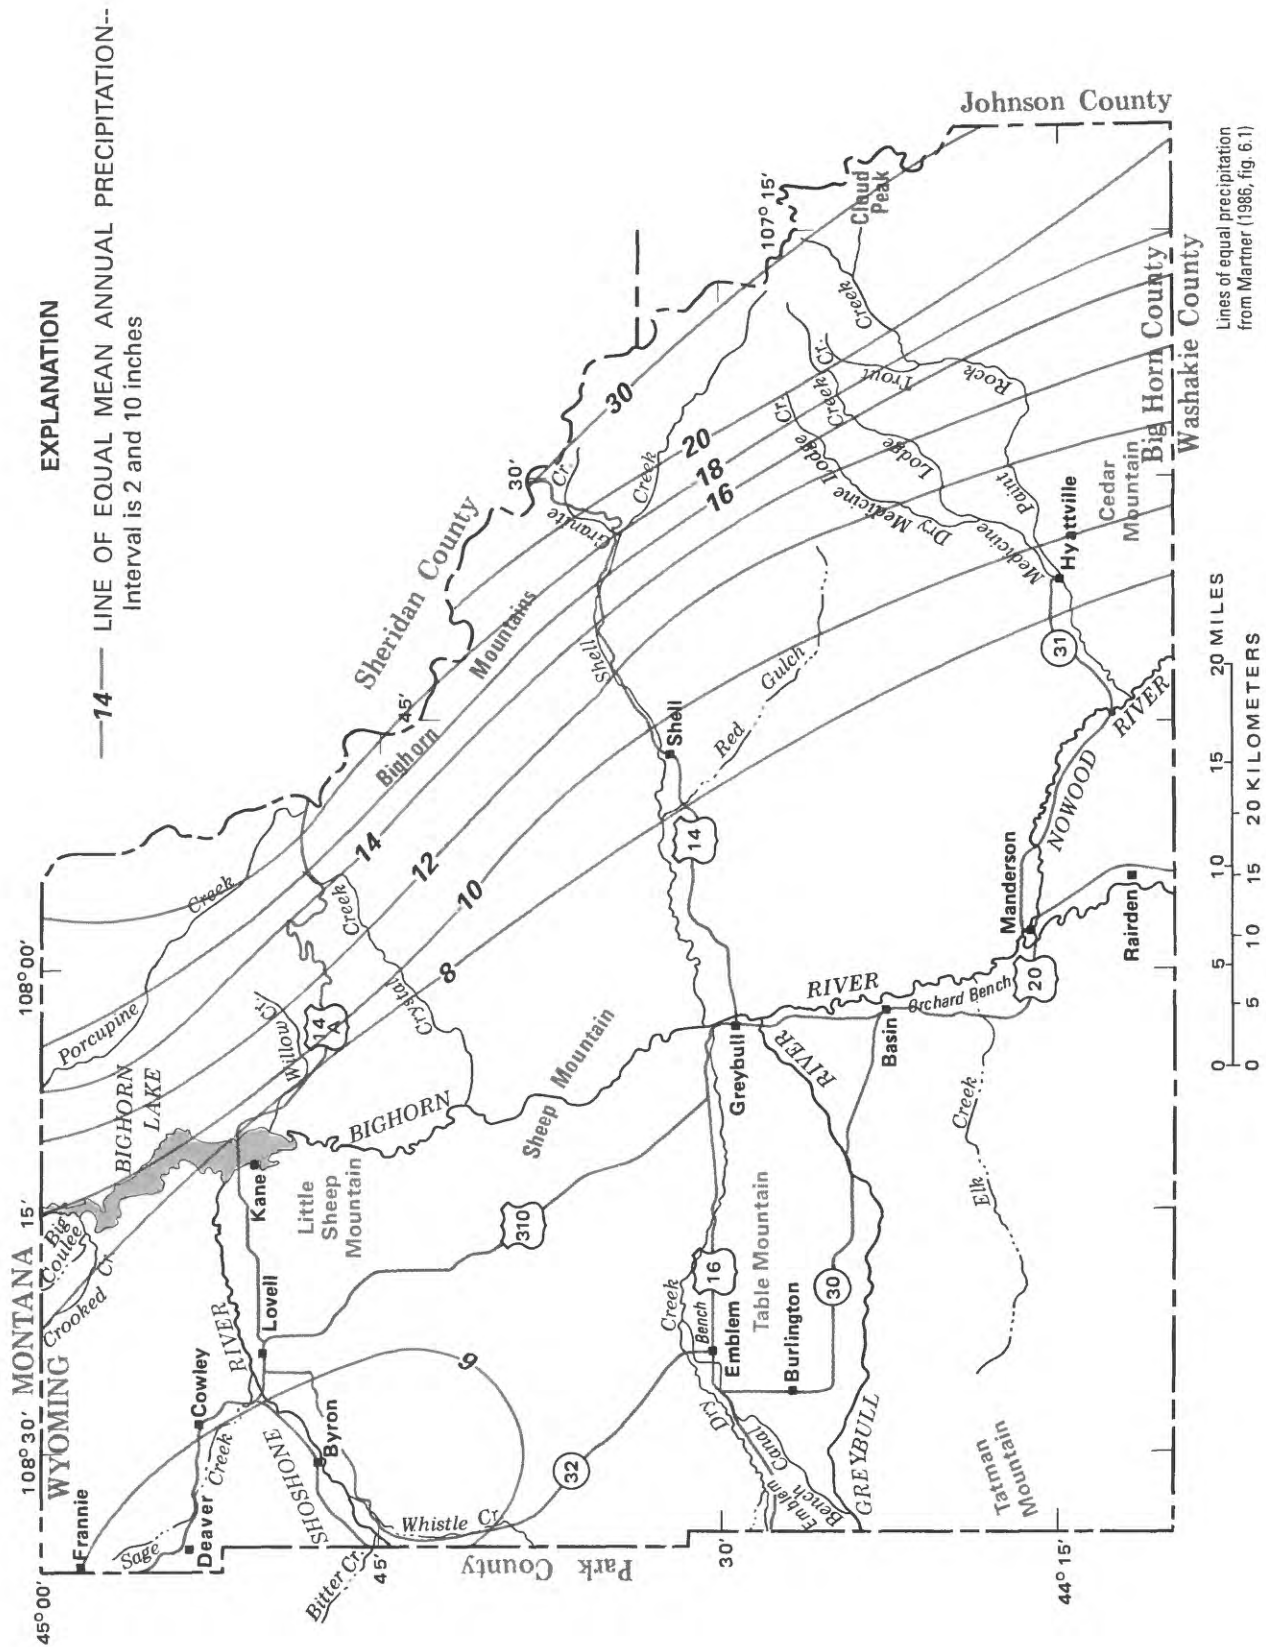 EXPLANATION
—14— LINE OF EQUAL MEAN ANNUAL PRECIPITATION--
Interval is 2 and 10 inches
45°00'
108°30'
15'
108°00'
MONTANA
WYOMING
Frannie
Sage
Creek
Deaver
Cowley
Crooked Cr.
Big
Coulee
BIGHORN
LAKE
Porcupine
Creek
SHOSHONE
RIVER
Byron
Lovell
Kane
Willow Cr.
14
A
Crystal
Creek
Little
Sheep
Mountain
BIGHORN
Bighorn
Mountains
Sheridan County
45'
30'
107°15'
Bitter Cr.
45'
Whistle Cr.
Park County
9
8
10
12
14
16
18
20
30
32
310
Sheep Mountain
Shell
Creek
Granite
Cr.
Shell
14
Red
Gulch
Dry
Creek
Bench
16
Emblem
Table Mountain
Burlington
Emblem
Bench
Canal
30
GREYBULL
RIVER
Greybull
RIVER
Basin
Orchard Bench
Elk
Creek
Tatman
Mountain
30'
44°15'
20
Manderson
Rairden
NOWOOD
RIVER
31
Hyattville
Medicine
Lodge
Creek
Dry Medicine Lodge Cr.
Paint
Rock
Creek
Trout
Cr.
Cedar
Mountain
Cloud
Peak
Johnson County
Big Horn County
Washakie County
0 5 10 15 20 MILES
0 5 10 15 20 KILOMETERS
Lines of equal precipitation
from Martner (1986, fig. 6.1)